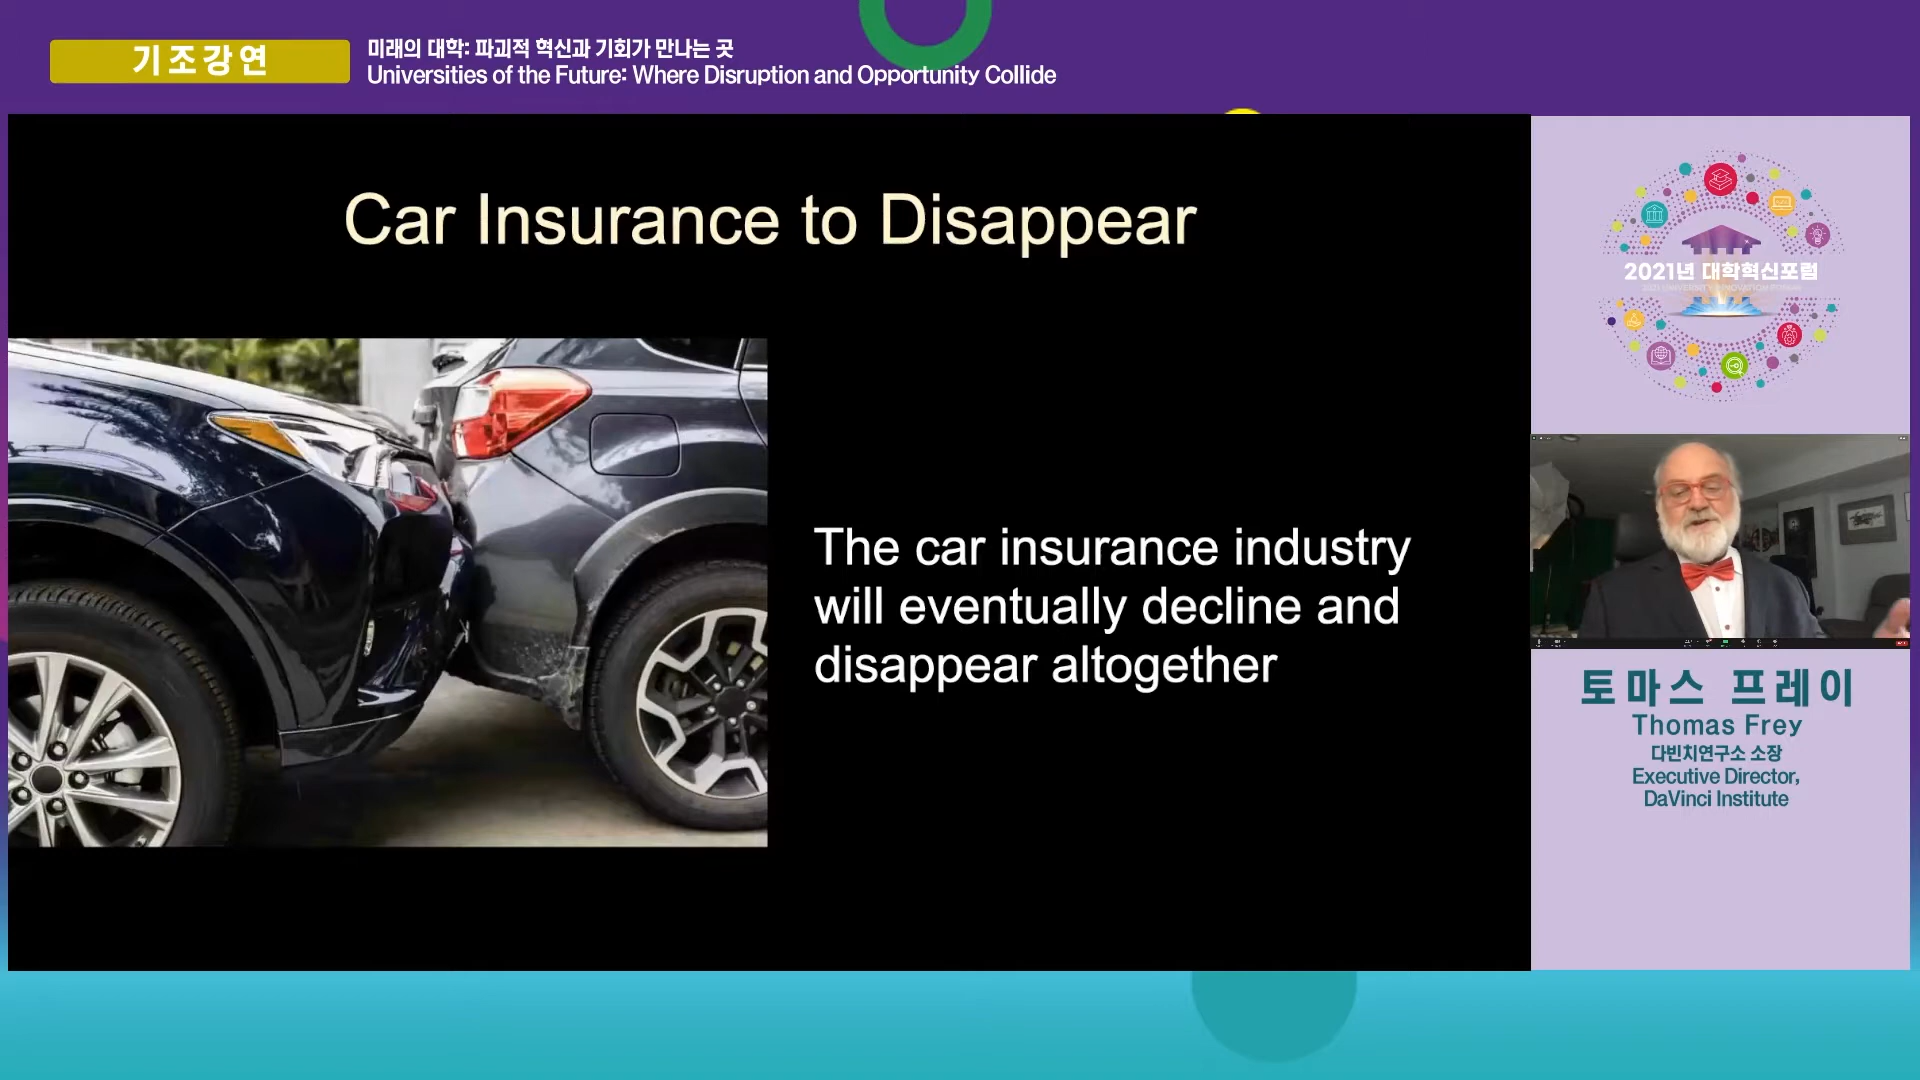 기조강연
미래의 대학: 파괴적 혁신과 기회가 만나는 곳
Universities of the Future: Where Disruption and Opportunity Collide
Car Insurance to Disappear
The car insurance industry
will eventually decline and
disappear altogether
2021년 대학혁신포럼
2021 UNIVERSITY INNOVATION FORUM
토마스 프레이
Thomas Frey
다빈치연구소 소장
Executive Director,
DaVinci Institute